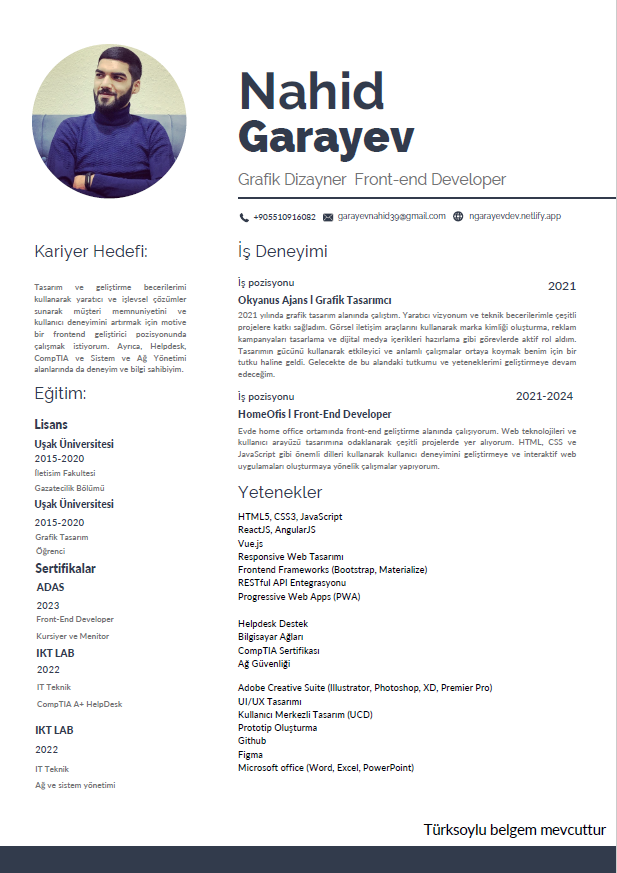 Nahid
Garayev
Grafik Dizayner Front-end Developer
+905510916082 garayevnahid39@gmail.com ngarayevdev.netlify.app
Kariyer Hedefi:
Tasarım ve geliştirme becerilerimi
kullanarak yaratıcı ve işlevsel çözümler
sunarak müşteri memnuniyetini ve
kullanıcı deneyimini artırmak için motive
bir frontend geliştirici pozisyonunda
çalışmak istiyorum. Ayrıca, Helpdesk,
CompTIA ve Sistem ve Ağ Yönetimi
alanlarında da deneyim ve bilgi sahibiyim.
Eğitim:
Lisans
Uşak Üniversitesi
2015-2020
İletisim Fakultesi
Gazatecilik Bölümü
Uşak Üniversitesi
2015-2020
Grafik Tasarım
Öğrenci
Sertifikalar
ADAS
2023
Front-End Developer
Kursiyer ve Menitor
IKT LAB
2022
IT Teknik
CompTIA A+ HelpDesk
IKT LAB
2022
IT Teknik
Ağ ve sistem yönetimi
İş Deneyimi
İş pozisyonu 2021
Okyanus Ajans l Grafik Tasarımcı
2021 yılında grafik tasarım alanında çalıştım. Yaratıcı vizyonum ve teknik becerilerimle çeşitli
projelere katkı sağladım. Görsel iletişim araçlarını kullanarak marka kimliği oluşturma, reklam
kampanyaları tasarlama ve dijital medya içerikleri hazırlama gibi görevlerde aktif rol aldım.
Tasarımın gücünü kullanarak etkileyici ve anlamlı çalışmalar ortaya koymak benim için bir
tutku haline geldi. Gelecekte de bu alandaki tutkumu ve yeteneklerimi geliştirmeye devam
edeceğim.
İş pozisyonu 2021-2024
HomeOfis l Front-End Developer
Evde home office ortamında front-end geliştirme alanında çalışıyorum. Web teknolojileri ve
kullanıcı arayüzü tasarımına odaklanarak çeşitli projelerde yer alıyorum. HTML, CSS ve
JavaScript gibi önemli dilleri kullanarak kullanıcı deneyimini geliştirmeye ve interaktif web
uygulamaları oluşturmaya yönelik çalışmalar yapıyorum.
Yetenekler
HTML5, CSS3, JavaScript
ReactJS, AngularJS
Vue.js
Responsive Web Tasarımı
Frontend Frameworks (Bootstrap, Materialize)
RESTful API Entegrasyonu
Progressive Web Apps (PWA)
Helpdesk Destek
Bilgisayar Ağları
CompTIA Sertifikası
Ağ Güvenliği
Adobe Creative Suite (Illustrator, Photoshop, XD, Premier Pro)
UI/UX Tasarımı
Kullanıcı Merkezli Tasarım (UCD)
Prototip Oluşturma
Github
Figma
Microsoft office (Word, Excel, PowerPoint)
Türksoylu belgem mevcuttur